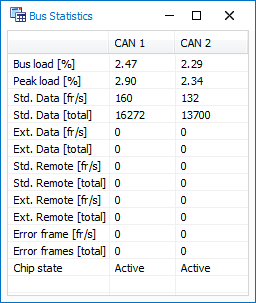 Bus Statistics
CAN 1 CAN 2
Bus load [%] 2.47 2.29
Peak load [%] 2.90 2.34
Std. Data [fr/s] 160 132
Std. Data [total] 16272 13700
Ext. Data [fr/s] 0 0
Ext. Data [total] 0 0
Std. Remote [fr/s] 0 0
Std. Remote [total] 0 0
Ext. Remote [fr/s] 0 0
Ext. Remote [total] 0 0
Error frame [fr/s] 0 0
Error frames [total] 0 0
Chip state Active Active